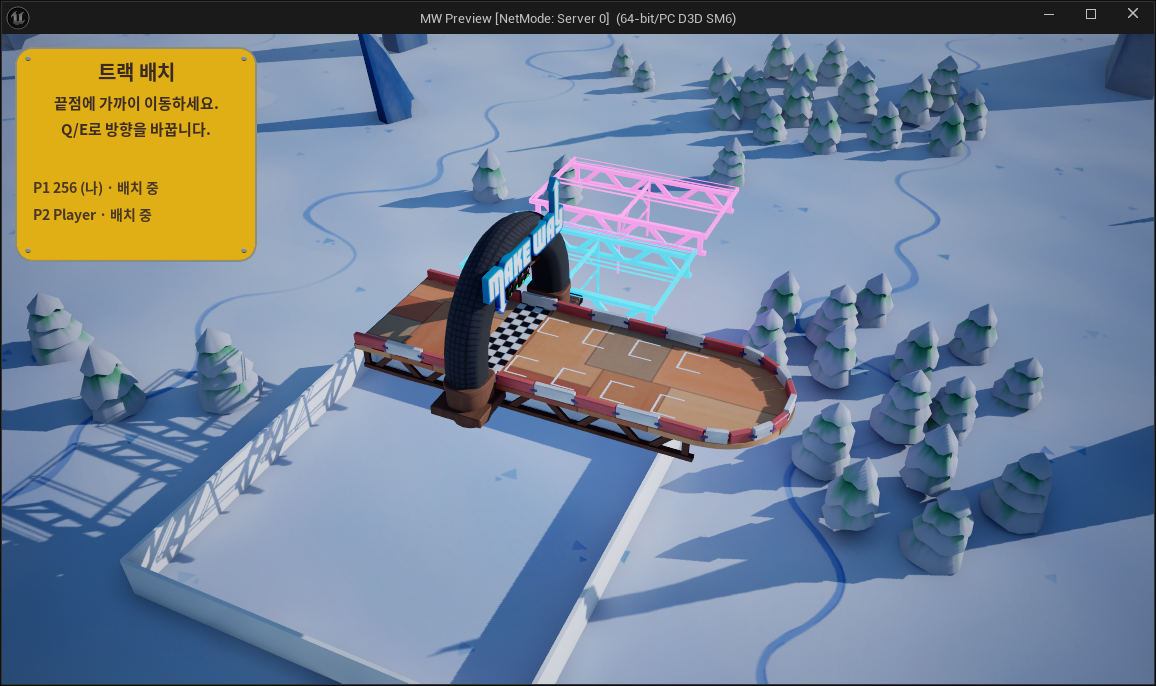 MW Preview [NetMode: Server 0]  (64-bit/PC D3D SM6)
트랙 배치
끝점에 가까이 이동하세요.
Q/E로 방향을 바꿉니다.
P1 256 (나) · 배치 중
P2 Player · 배치 중
MAKE WAY